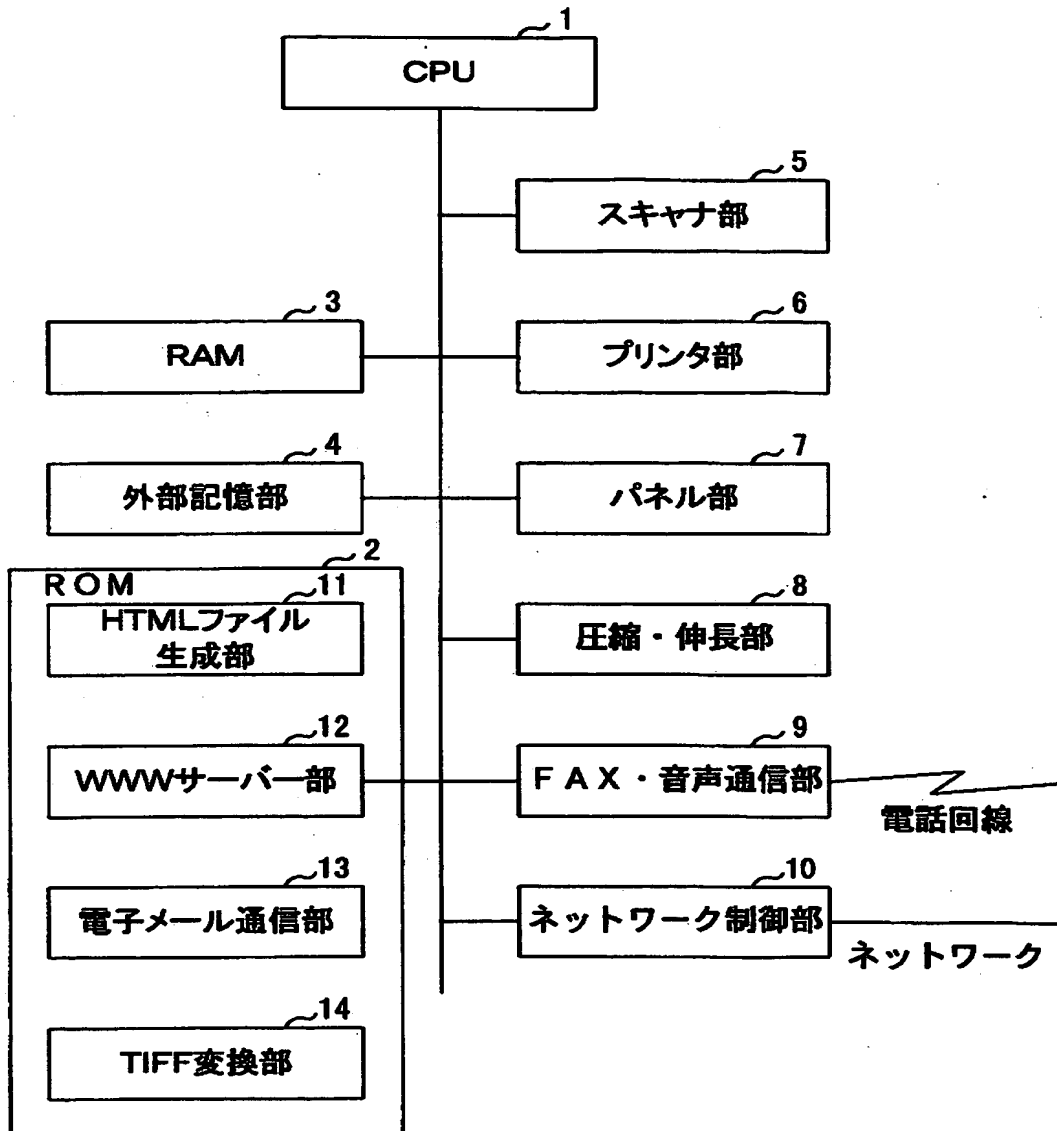 1
CPU
5
スキャナ部
3
RAM
6
プリンタ部
4
外部記憶部
7
パネル部
2
ROM
11
HTMLファイル
生成部
8
圧縮・伸長部
12
WWWサーバー部
9
FAX・音声通信部
電話回線
13
電子メール通信部
10
ネットワーク制御部
ネットワーク
14
TIFF変換部